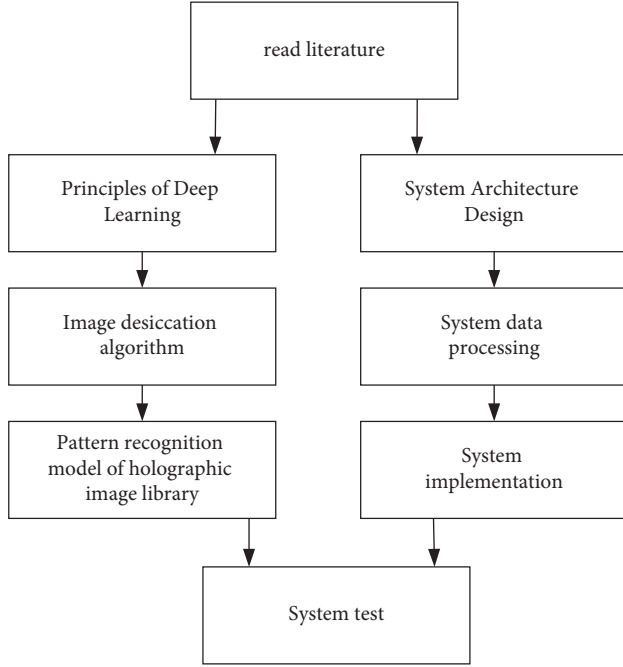 read literature
Principles of Deep
Learning
System Architecture
Design
Image desiccation
algorithm
System data
processing
Pattern recognition
model of holographic
image library
System
implementation
System test